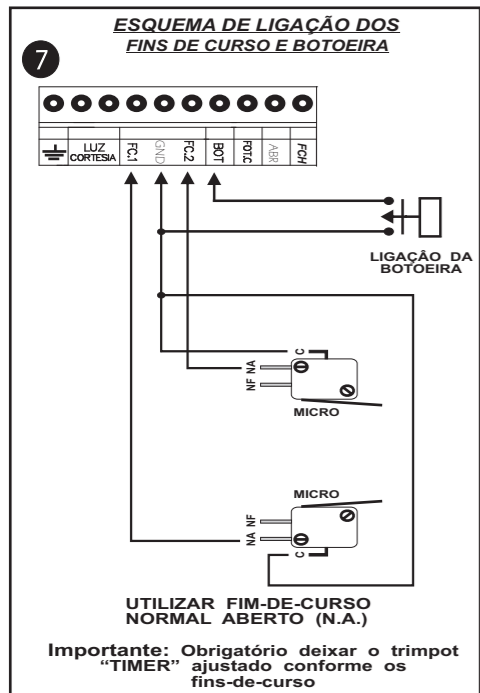 ESQUEMA DE LIGAÇÃO DOS
FINS DE CURSO E BOTOEIRA
7
LUZ
CORTESIA
FC.1
GND
FC.2
BOT
FOT.C
ABR
FCH
LIGAÇÂO DA
BOTOEIRA
C
NA
NF
MICRO
MICRO
NF
NA
C
UTILIZAR FIM-DE-CURSO
NORMAL ABERTO (N.A.)
Importante: Obrigatório deixar o trimpot
“TIMER” ajustado conforme os
fins-de-curso